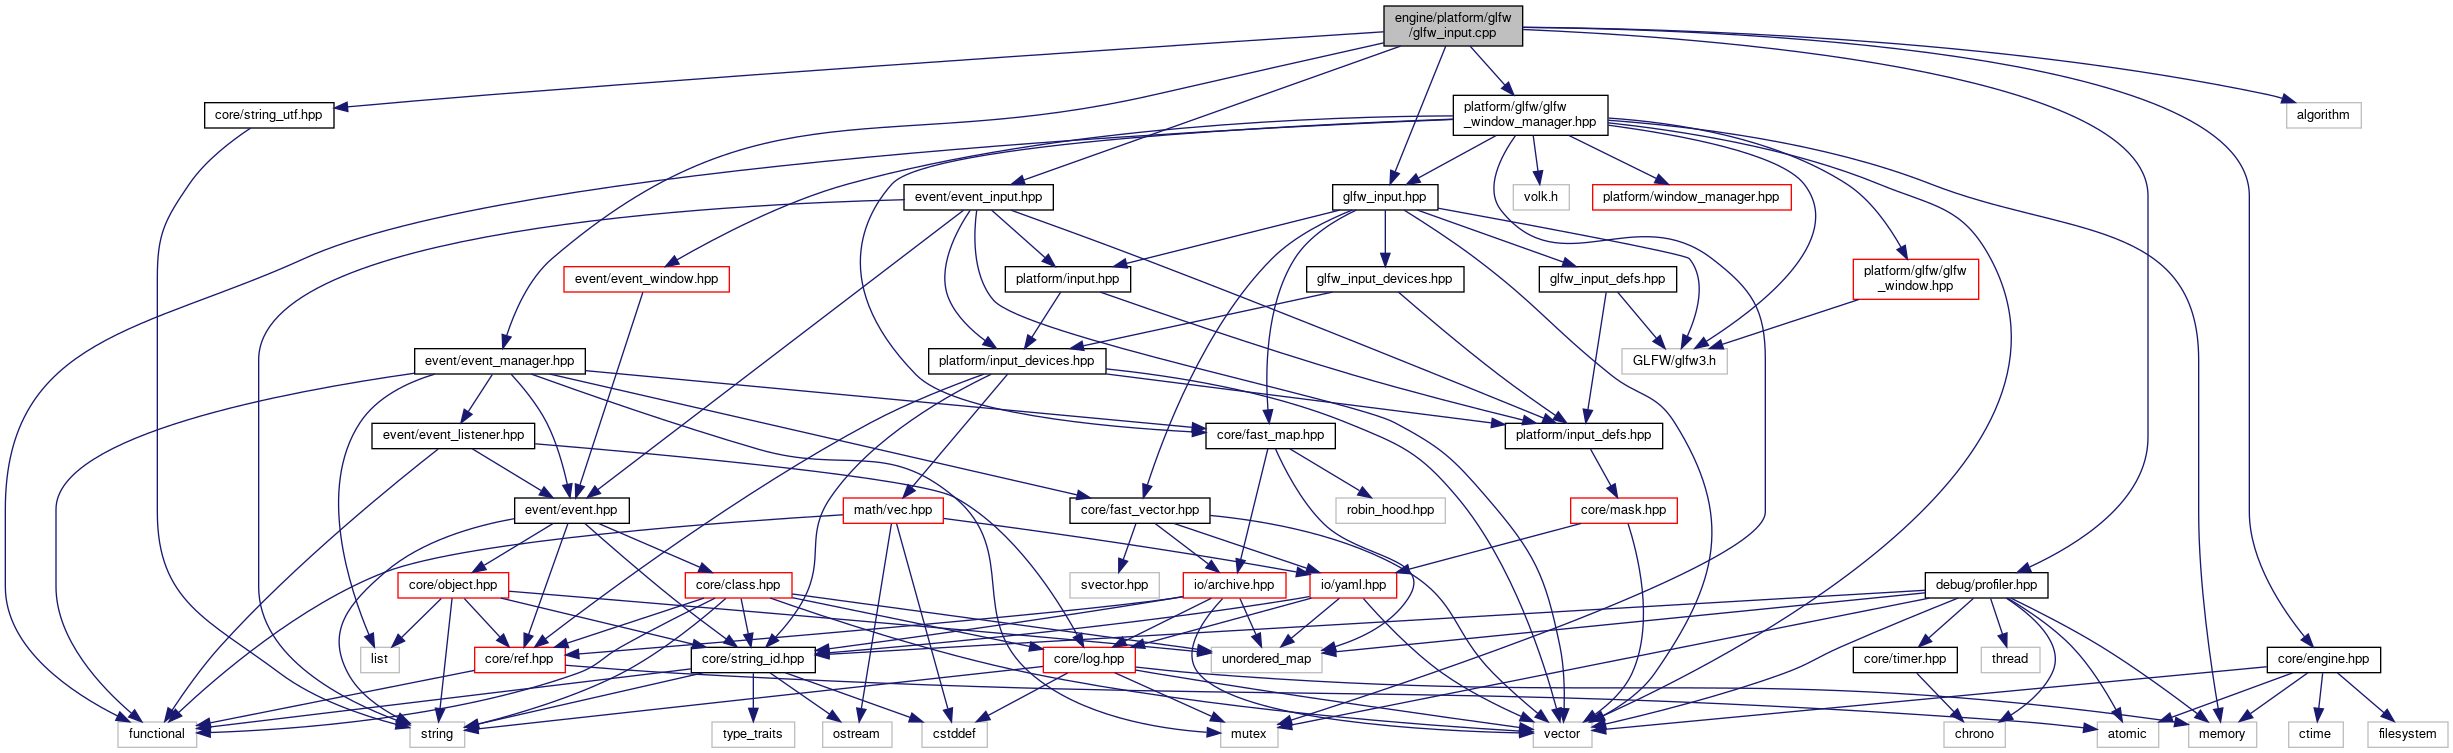 engine/platform/glfw
/glfw_input.cpp
core/string_utf.hpp
platform/glfw/glfw
_window_manager.hpp
algorithm
event/event_input.hpp
glfw_input.hpp
volk.h
platform/window_manager.hpp
event/event_window.hpp
platform/input.hpp
glfw_input_devices.hpp
glfw_input_defs.hpp
platform/glfw/glfw
_window.hpp
event/event_manager.hpp
platform/input_devices.hpp
GLFW/glfw3.h
event/event_listener.hpp
core/fast_map.hpp
platform/input_defs.hpp
event/event.hpp
math/vec.hpp
core/fast_vector.hpp
robin_hood.hpp
core/mask.hpp
core/object.hpp
core/class.hpp
svector.hpp
io/archive.hpp
io/yaml.hpp
debug/profiler.hpp
list
core/ref.hpp
core/string_id.hpp
core/log.hpp
unordered_map
core/timer.hpp
thread
core/engine.hpp
functional
string
type_traits
ostream
cstddef
mutex
vector
chrono
atomic
memory
ctime
filesystem